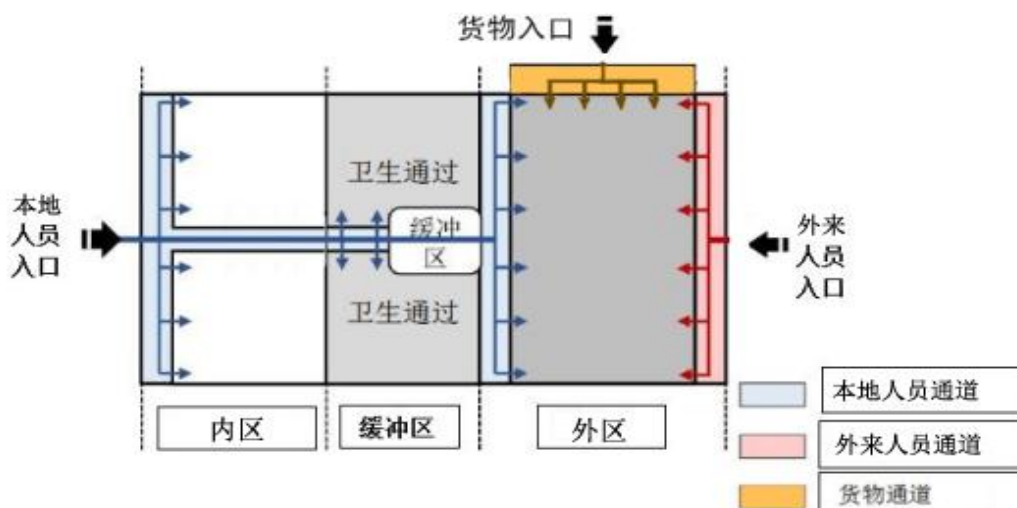 货物入口
卫生通过
本地
人员
入口
缓冲
区
外来
人员
入口
卫生通过
内区
缓冲区
外区
本地人员通道
外来人员通道
货物通道